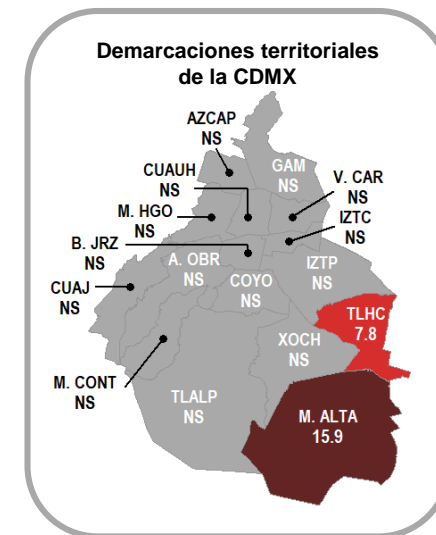 Demarcaciones territoriales
de la CDMX
AZCAP
NS
GAM
NS
CUAUH
NS
V. CAR
NS
M. HGO
NS
IZTC
NS
B. JRZ
NS
A. OBR
NS
IZTP
NS
CUAJ
NS
COYO
NS
TLHC
7.8
XOCH
NS
M. CONT
NS
TLALP
NS
M. ALTA
15.9